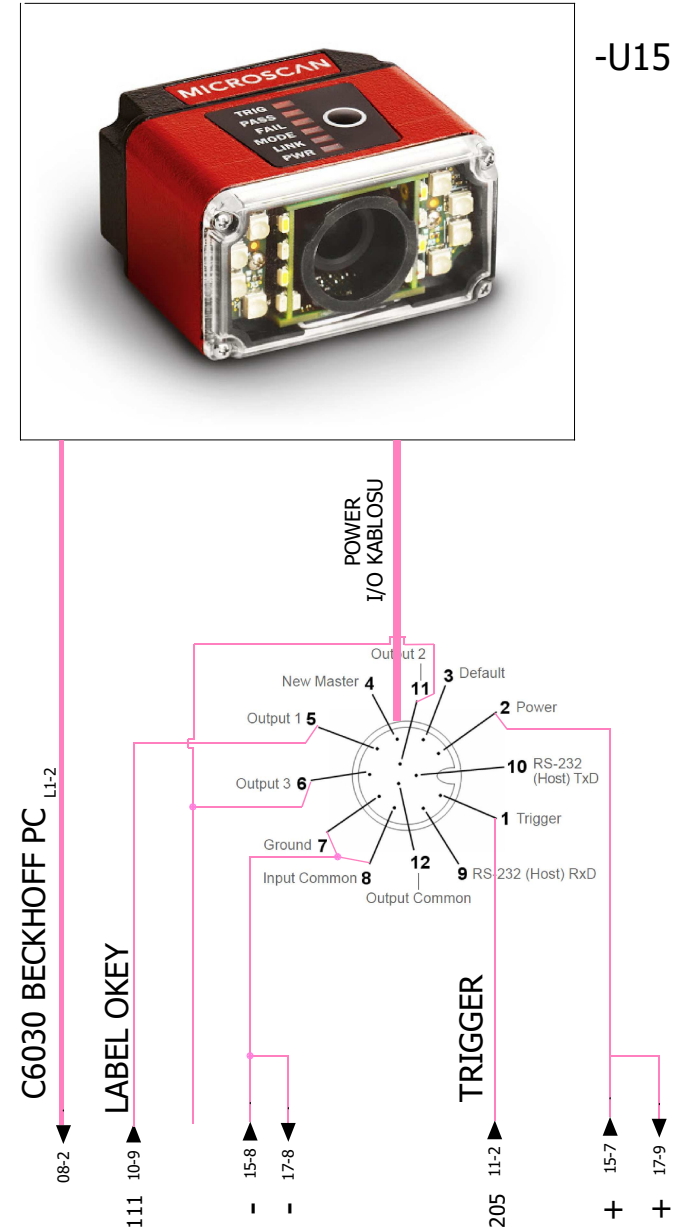 -U15
MICROSCAN
TRIG
PASS
FAIL
MODE
LINK
PWR
POWER
I/O KABLOSU
Output 2
11
3 Default
New Master 4
2 Power
Output 1 5
10 RS-232
(Host) TxD
Output 3 6
1 Trigger
Ground 7
12
Input Common 8
9 RS-232 (Host) RxD
Output Common
C6030 BECKHOFF PC
L1-2
LABEL OKEY
TRIGGER
08-2
10-9
15-8
17-8
11-2
15-7
17-9
111
-
-
205
+
+